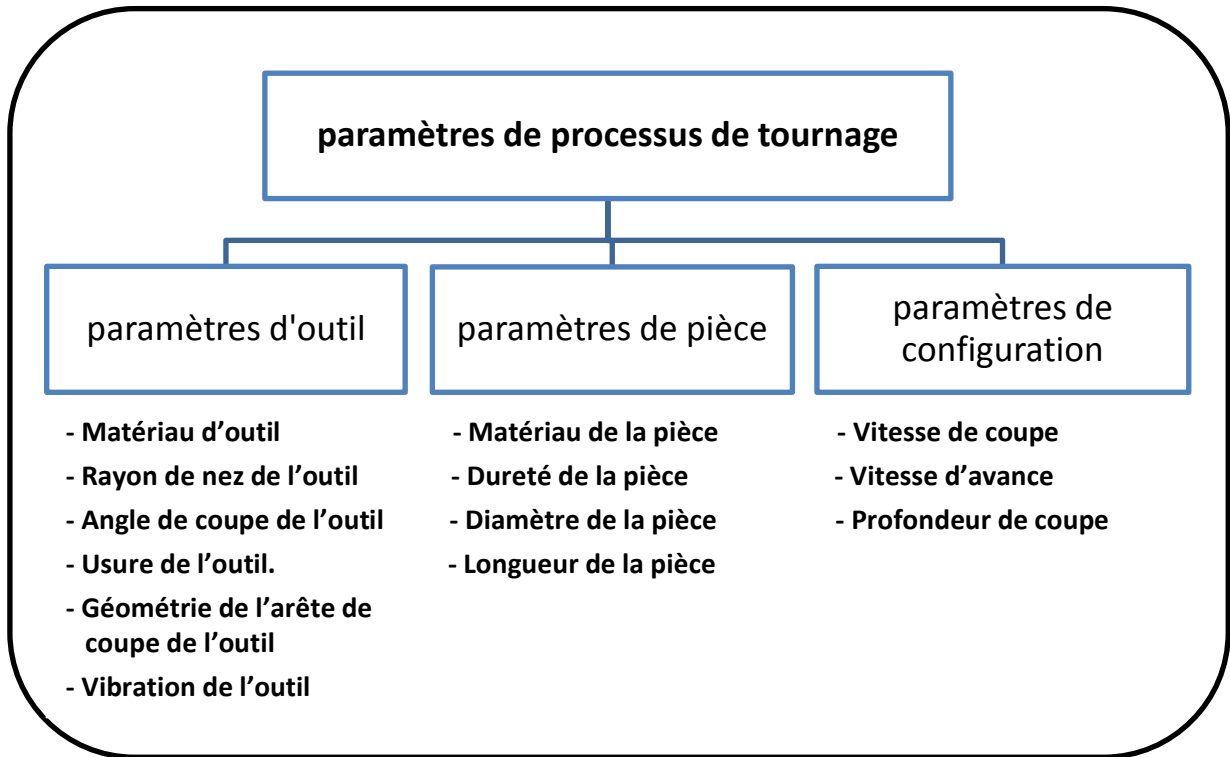 paramètres de processus de tournage
paramètres d'outil
- Matériau d’outil
- Rayon de nez de l’outil
- Angle de coupe de l’outil
- Usure de l’outil.
- Géométrie de l’arête de
coupe de l’outil
- Vibration de l’outil
paramètres de pièce
- Matériau de la pièce
- Dureté de la pièce
- Diamètre de la pièce
- Longueur de la pièce
paramètres de
configuration
- Vitesse de coupe
- Vitesse d’avance
- Profondeur de coupe